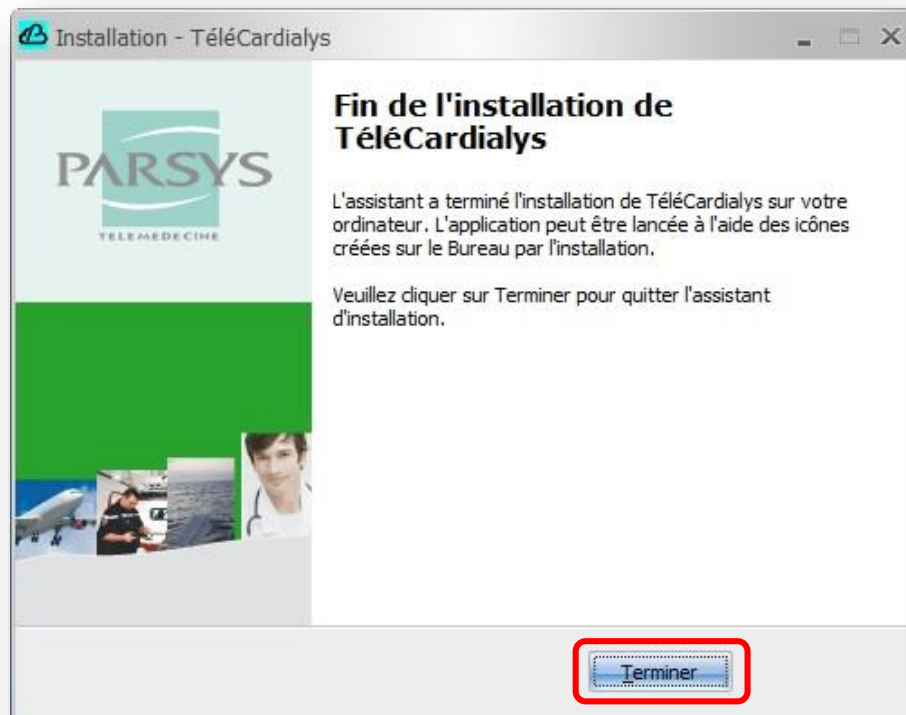 Installation - TéléCardialys
PARSYS
TELEMEDECINE
Fin de l'installation de
TéléCardialys
L'assistant a terminé l'installation de TéléCardialys sur votre
ordinateur. L'application peut être lancée à l'aide des icônes
créées sur le Bureau par l'installation.
Veuillez cliquer sur Terminer pour quitter l'assistant
d'installation.
Terminer